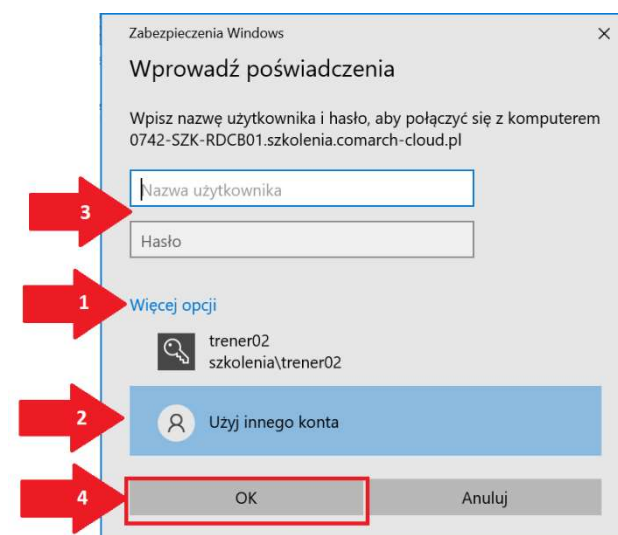 Zabezpieczenia Windows
Wprowadź poświadczenia
Wpisz nazwę użytkownika i hasło, aby połączyć się z komputerem
0742-SZK-RDCB01.szkolenia.comarch-cloud.pl
Nazwa użytkownika
3
Hasło
1
Więcej opcji
trener02
szkolenia\trener02
2
Użyj innego konta
4
OK
Anuluj